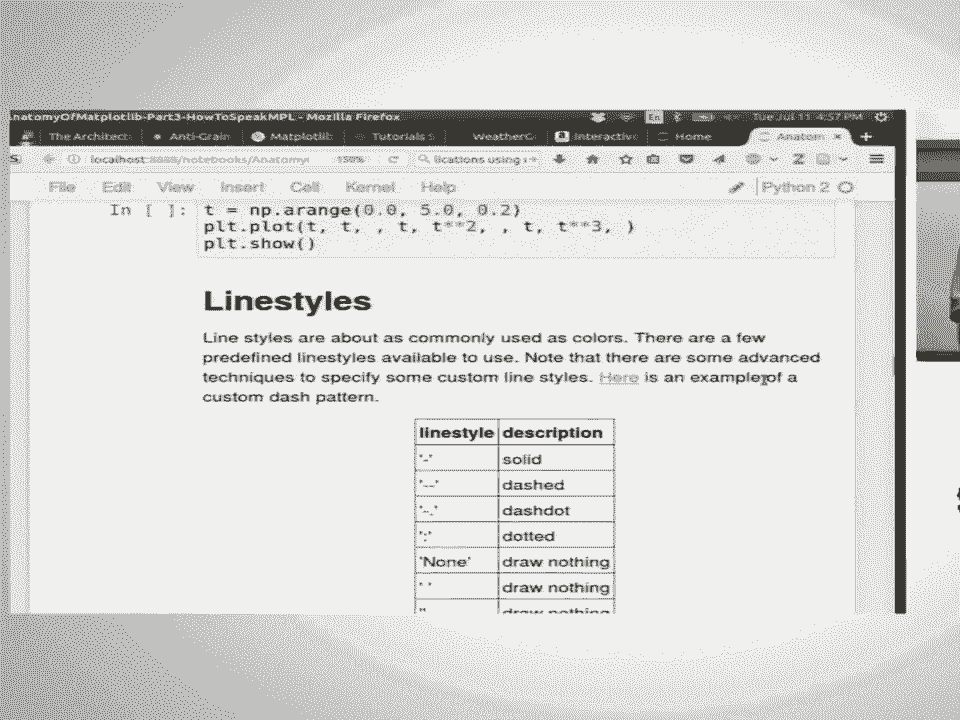 natomyOfMatplotlib-Part3-HowToSpeakMPL - Mozilla Firefox
En
Tue Jul 11 4:57 PM
The Architect
Anti-Grain
Matplotlib
Tutorials S
WeatherG
Interactive
Home
Anatom
localhost:8888/notebooks/Anatomy
150%
lications using
File Edit View Insert Cell Kernel Help
Python 2
In [ ]: t = np.arange(0.0, 5.0, 0.2)
plt.plot(t, t, , t, t**2, , t, t**3, )
plt.show()
Linestyles
Line styles are about as commonly used as colors. There are a few
predefined linestyles available to use. Note that there are some advanced
techniques to specify some custom line styles. Here is an example of a
custom dash pattern.
linestyle description
'-' solid
'--' dashed
'-.' dashdot
':' dotted
'None' draw nothing
' ' draw nothing
'' draw nothing